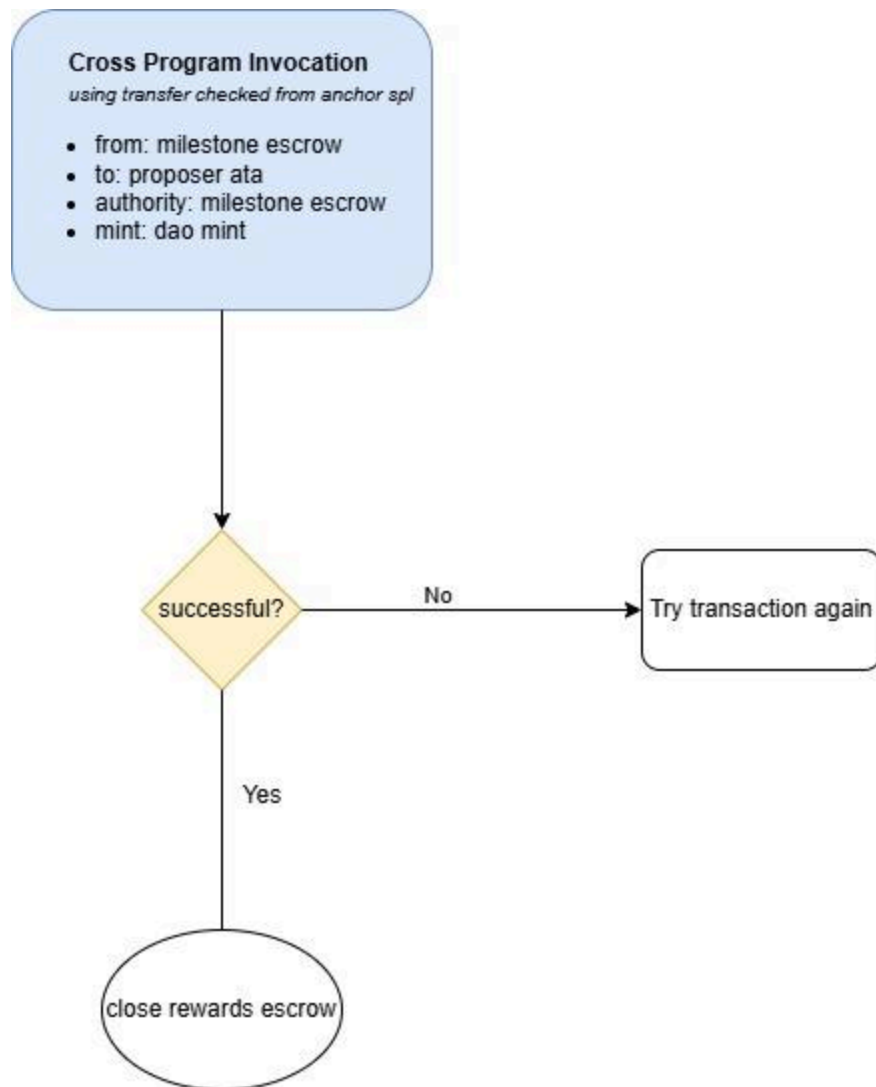 Cross Program Invocation
using transfer checked from anchor spl
• from: milestone escrow
• to: proposer ata
• authority: milestone escrow
• mint: dao mint
successful?
No
Try transaction again
Yes
close rewards escrow